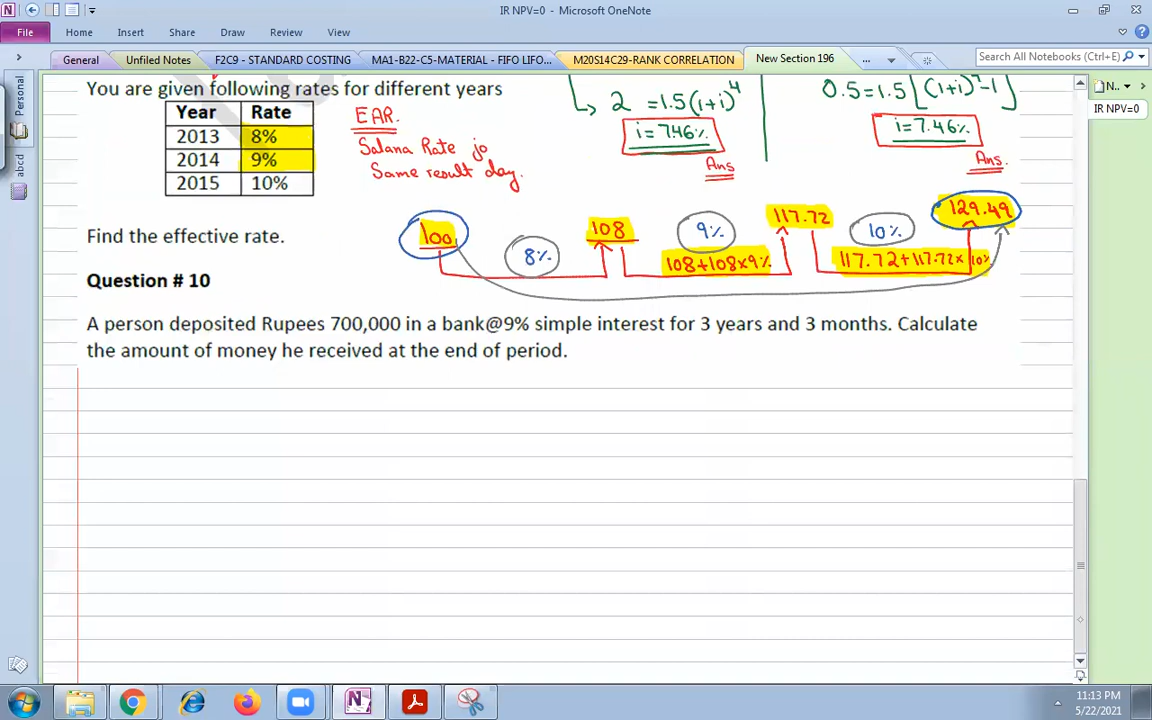 IR NPV=0 - Microsoft OneNote
File Home Insert Share Draw Review View
General Unfiled Notes F2C9 - STANDARD COSTING MA1-B22-C5-MATERIAL - FIFO LIFO... M20S14C29-RANK CORRELATION New Section 196 ... Search All Notebooks (Ctrl+E)
Personal
abcd
N..
IR NPV=0
You are given following rates for different years
Year Rate
2013 8%
2014 9%
2015 10%
EAR.
Salana Rate jo
Same result day.
2 = 1.5(1+i)^4
i = 7.46%
Ans
0.5 = 1.5[(1+i)^4-1]
i = 7.46%
Ans.
100 8% 108 9% 117.72 10% 129.49
108+108×9% 117.72+117.72×10%
Find the effective rate.
Question # 10
A person deposited Rupees 700,000 in a bank@9% simple interest for 3 years and 3 months. Calculate
the amount of money he received at the end of period.
11:13 PM
5/22/2021